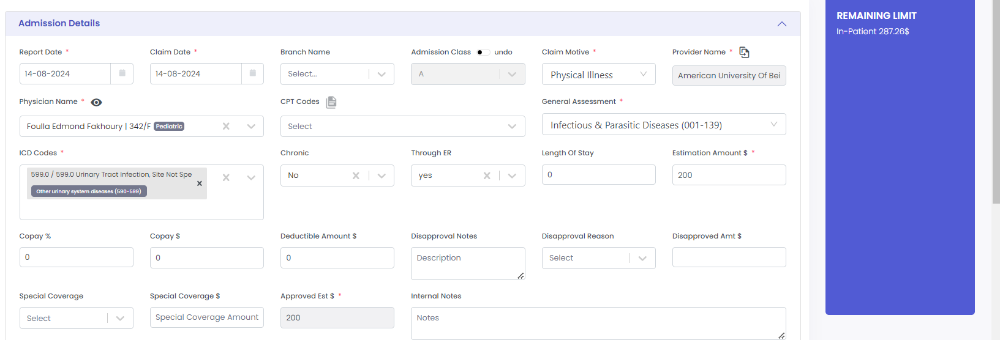 Admission Details
Report Date * Claim Date * Branch Name Admission Class undo Claim Motive * Provider Name *
14-08-2024 14-08-2024 Select... A Physical Illness American University Of Bei
Physician Name * CPT Codes General Assessment *
Foulla Edmond Fakhoury | 342/F Pediatric Select Infectious & Parasitic Diseases (001-139)
ICD Codes * Chronic Through ER Length Of Stay Estimation Amount $ *
599.0 / 599.0 Urinary Tract Infection, Site Not Spe No yes 0 200
Other urinary system diseases (590-599)
Copay % Copay $ Deductible Amount $ Disapproval Notes Disapproval Reason Disapproved Amt $
0 0 0 Description Select
Special Coverage Special Coverage $ Approved Est $ * Internal Notes
Select Special Coverage Amount 200 Notes
REMAINING LIMIT
In-Patient 287.26$